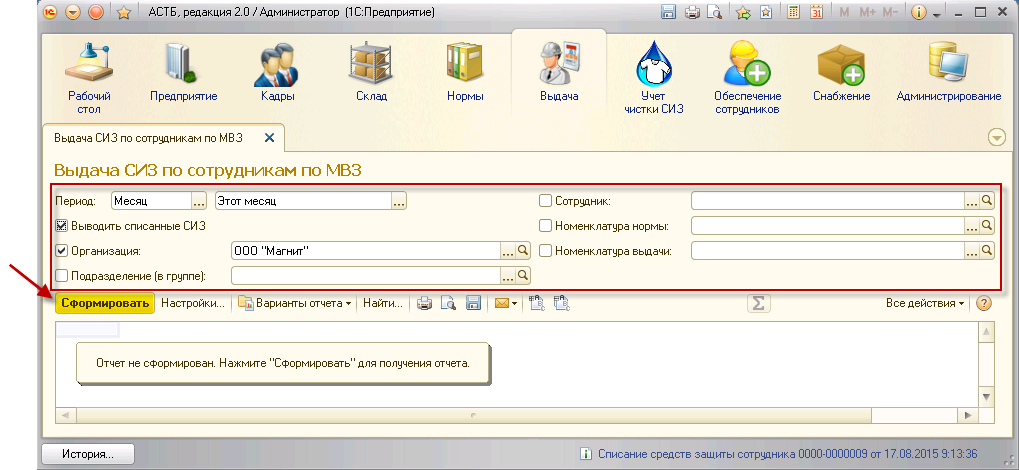 АСТБ, редакция 2.0 / Администратор (1С:Предприятие)
M M+ M-
Рабочий стол
Предприятие
Кадры
Склад
Нормы
Выдача
Учет чистки СИЗ
Обеспечение сотрудников
Снабжение
Администрирование
Выдача СИЗ по сотрудникам по МВЗ
Выдача СИЗ по сотрудникам по МВЗ
Период: Месяц ... Этот месяц ... Сотрудник: ...
Выводить списанные СИЗ Номенклатура нормы: ...
Организация: ООО "Магнит" ... Номенклатура выдачи: ...
Подразделение (в группе): ...
Сформировать Настройки... Варианты отчета Найти... Σ Все действия ?
Отчет не сформирован. Нажмите "Сформировать" для получения отчета.
История... Списание средств защиты сотрудника 0000-0000009 от 17.08.2015 9:13:36